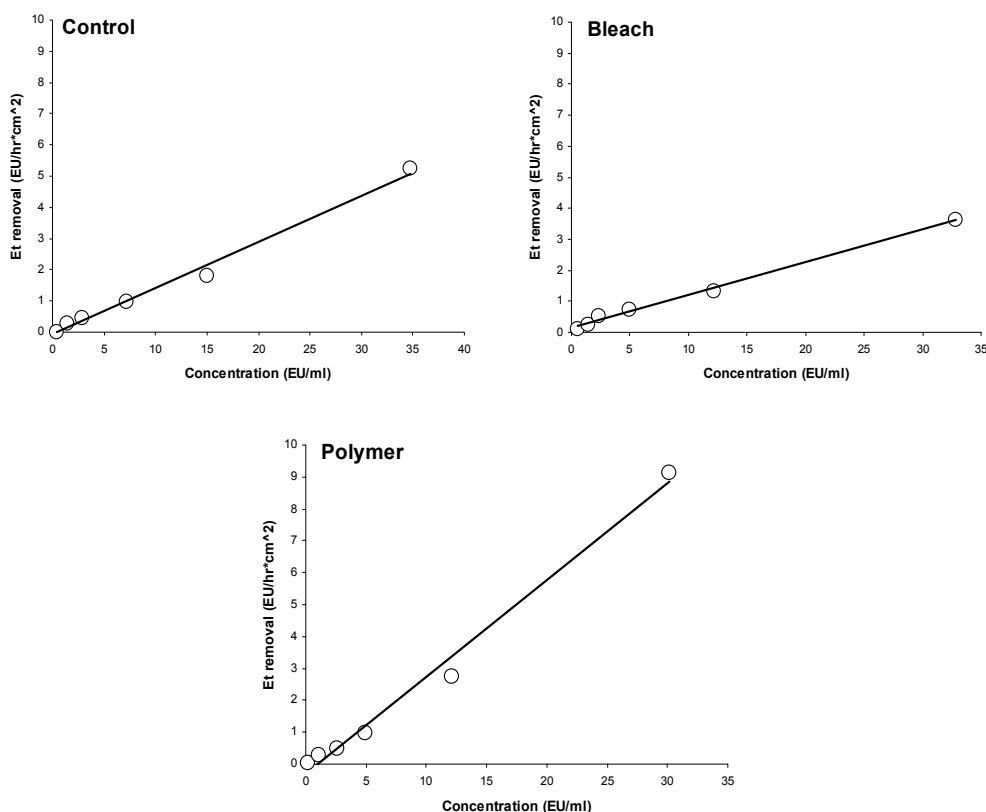 Control
10
9
8
7
6
5
4
3
2
1
0
Et removal (EU/hr*cm^2)
0 5 10 15 20 25 30 35 40
Concentration (EU/ml)
Bleach
10
9
8
7
6
5
4
3
2
1
0
Et removal (EU/hr*cm^2)
0 5 10 15 20 25 30 35
Concentration (EU/ml)
Polymer
10
9
8
7
6
5
4
3
2
1
0
Et removal (EU/hr*cm^2)
0 5 10 15 20 25 30 35
Concentration (EU/ml)